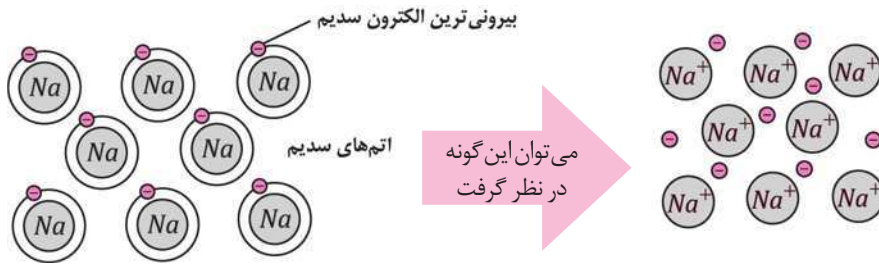 بیرونی‌ترین الکترون سدیم
Na Na Na
Na Na
اتم‌های سدیم
Na Na Na
می‌توان این گونه
در نظر گرفت
Na⁺ Na⁺ Na⁺
Na⁺ Na⁺
Na⁺ Na⁺ Na⁺